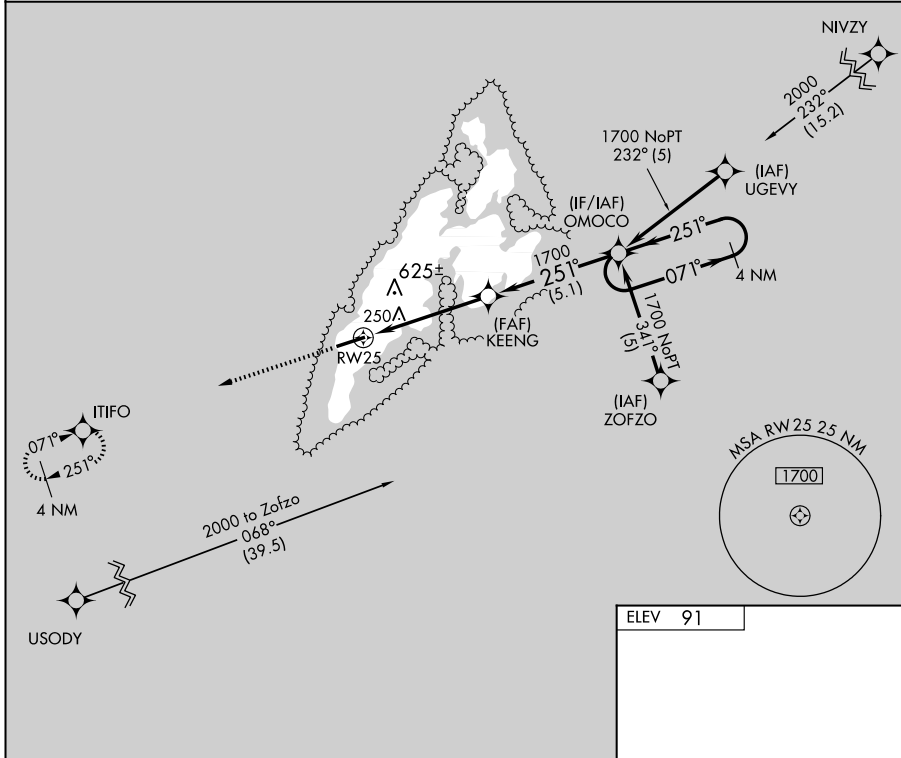 NIVZY
2000
232°
(15.2)
1700 NoPT
232° (5)
(IAF)
UGEVY
(IF/IAF)
OMOCO
251°
071°
4 NM
1700
251°
(5.1)
625±
250
(FAF)
KEENG
RW25
1700 NoPT
341°
(5)
(IAF)
ZOFZO
ITIFO
071°
251°
4 NM
MSA RW25 25 NM
1700
2000 to Zofzo
068°
(39.5)
USODY
ELEV 91